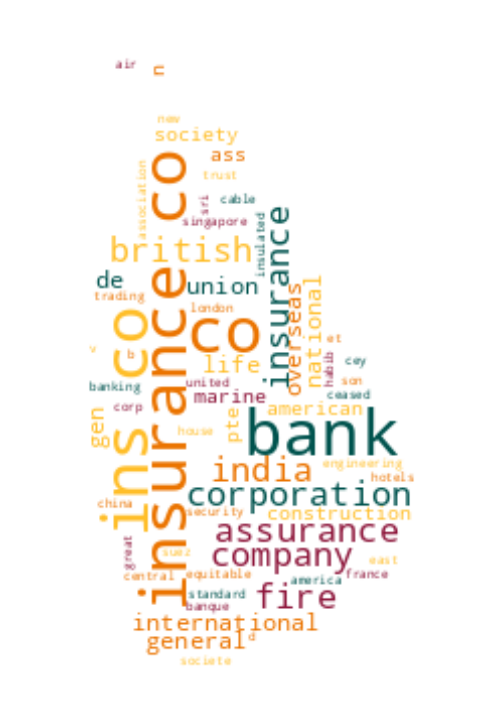 air
n
new
society
ass
association
trust
co
sri
cable
singapore
insulated
british
insurance
de
union
trading
london
overseas
national
co
ins co
insurance co
et
v
b
life
habib
cey
banking
united
son
marine
ceased
corp
american
gen
pte
house
bank
india
engineering
hotels
corporation
china
security
construction
assurance
great
suez
company
east
central
equitable
america
france
standard
fire
banque
international
general
d
societe